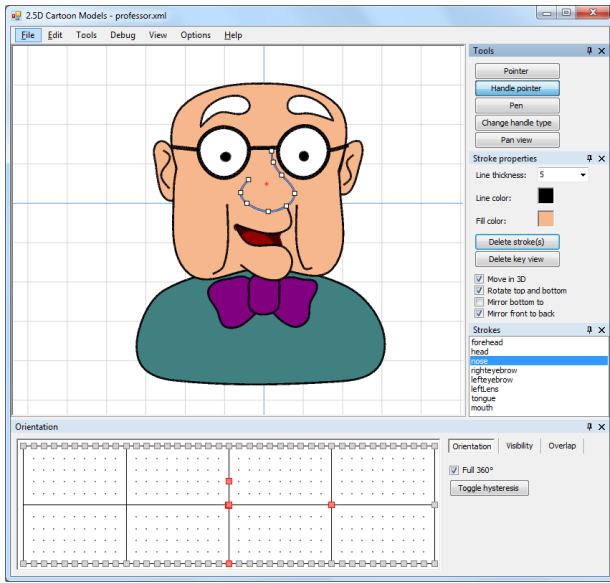 2.5D Cartoon Models - professor.xml
File Edit Tools Debug View Options Help
Tools
Pointer
Handle pointer
Pen
Change handle type
Pan view
Stroke properties
Line thickness: 5
Line color:
Fill color:
Delete stroke(s)
Delete key view
Move in 3D
Rotate top and bottom
Mirror bottom to
Mirror front to back
Strokes
forehead
head
nose
righteyebrow
lefteyebrow
leftLens
tongue
mouth
Orientation
Orientation Visibility Overlap
Full 360°
Toggle hysteresis